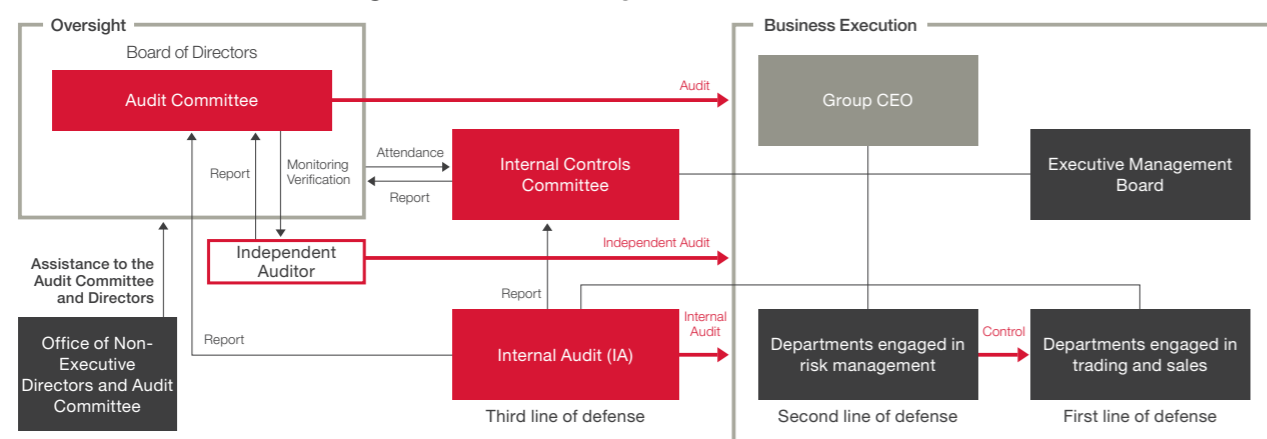 Oversight
Business Execution
Board of Directors
Audit Committee
Audit
Group CEO
Report
Monitoring
Verification
Attendance
Report
Internal Controls
Committee
Executive Management
Board
Independent
Auditor
Independent Audit
Assistance to the
Audit Committee
and Directors
Report
Internal
Audit
Office of Non-
Executive
Directors and Audit
Committee
Report
Internal Audit (IA)
Departments engaged in
risk management
Control
Departments engaged in
trading and sales
Third line of defense
Second line of defense
First line of defense